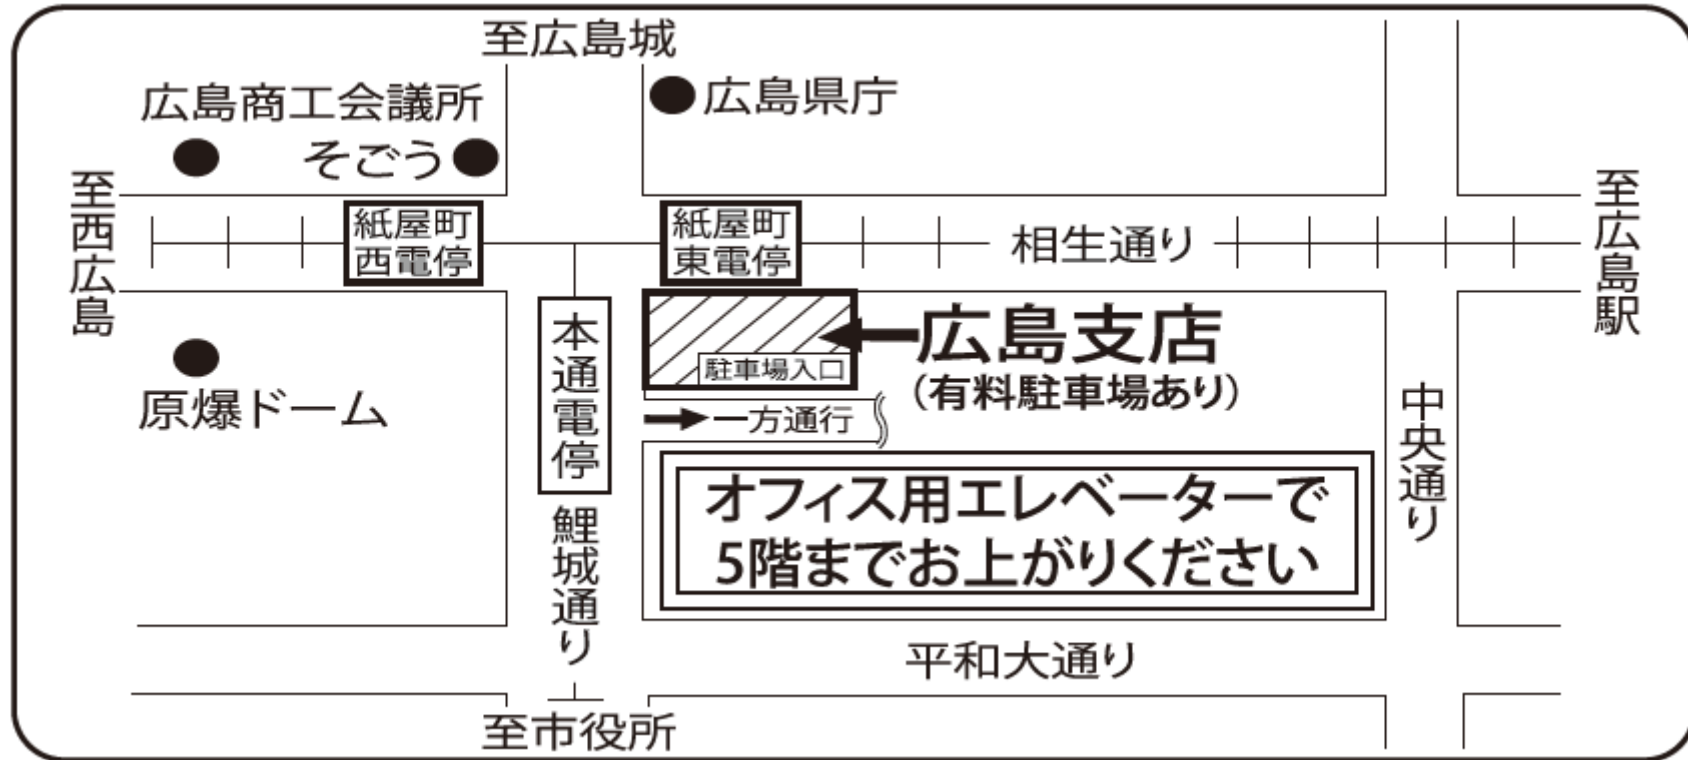 至広島城
広島県庁
広島商工会議所
そごう
至西広島
紙屋町
西電停
紙屋町
東電停
相生通り
至広島駅
本通電停
広島支店
駐車場入口
(有料駐車場あり)
原爆ドーム
一方通行
中央通り
オフィス用エレベーターで
5階までお上がりください
鯉城通り
平和大通り
至市役所